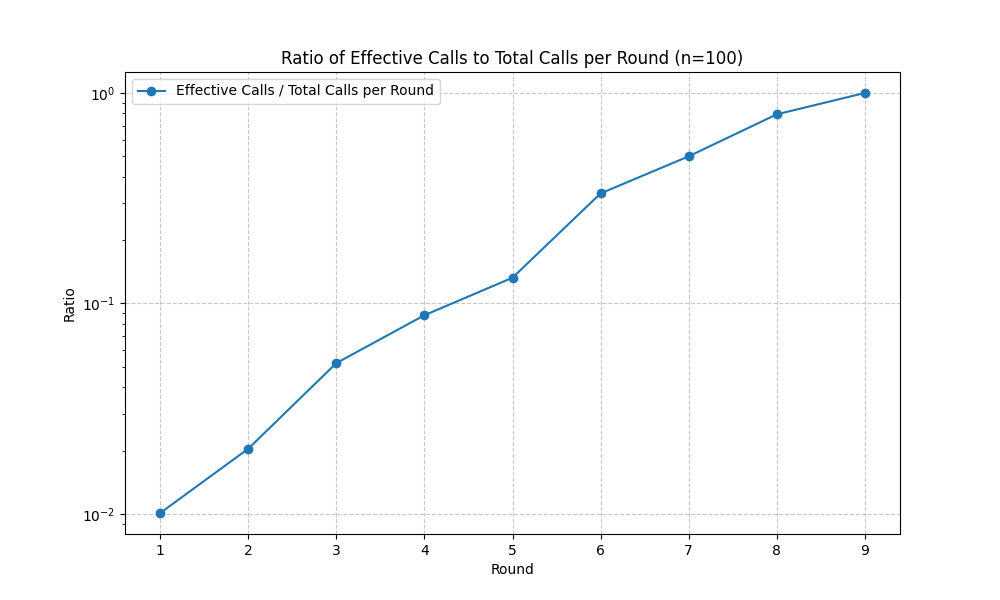 Ratio of Effective Calls to Total Calls per Round (n=100)
Effective Calls / Total Calls per Round
10⁰
10⁻¹
10⁻²
Ratio
1 2 3 4 5 6 7 8 9
Round